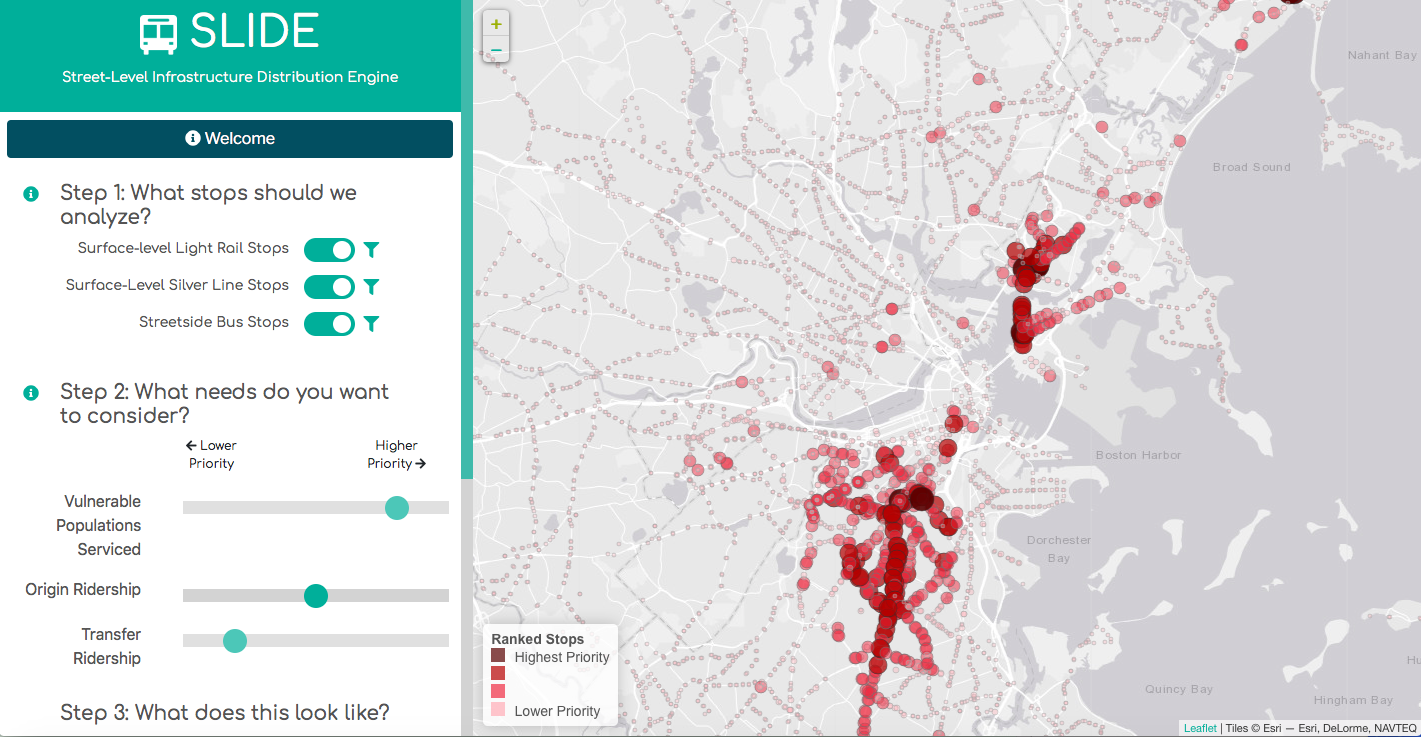 SLIDE
Street-Level Infrastructure Distribution Engine
Welcome
Step 1: What stops should we
analyze?
Surface-level Light Rail Stops
Surface-Level Silver Line Stops
Streetside Bus Stops
Step 2: What needs do you want
to consider?
← Lower
Priority
Higher
Priority →
Vulnerable
Populations
Serviced
Origin Ridership
Transfer
Ridership
Step 3: What does this look like?
+
−
Nahant Bay
Broad Sound
Boston Harbor
Dorchester
Bay
Quincy Bay
Hingham Bay
Ranked Stops
Highest Priority
Lower Priority
Leaflet | Tiles © Esri — Esri, DeLorme, NAVTEQ